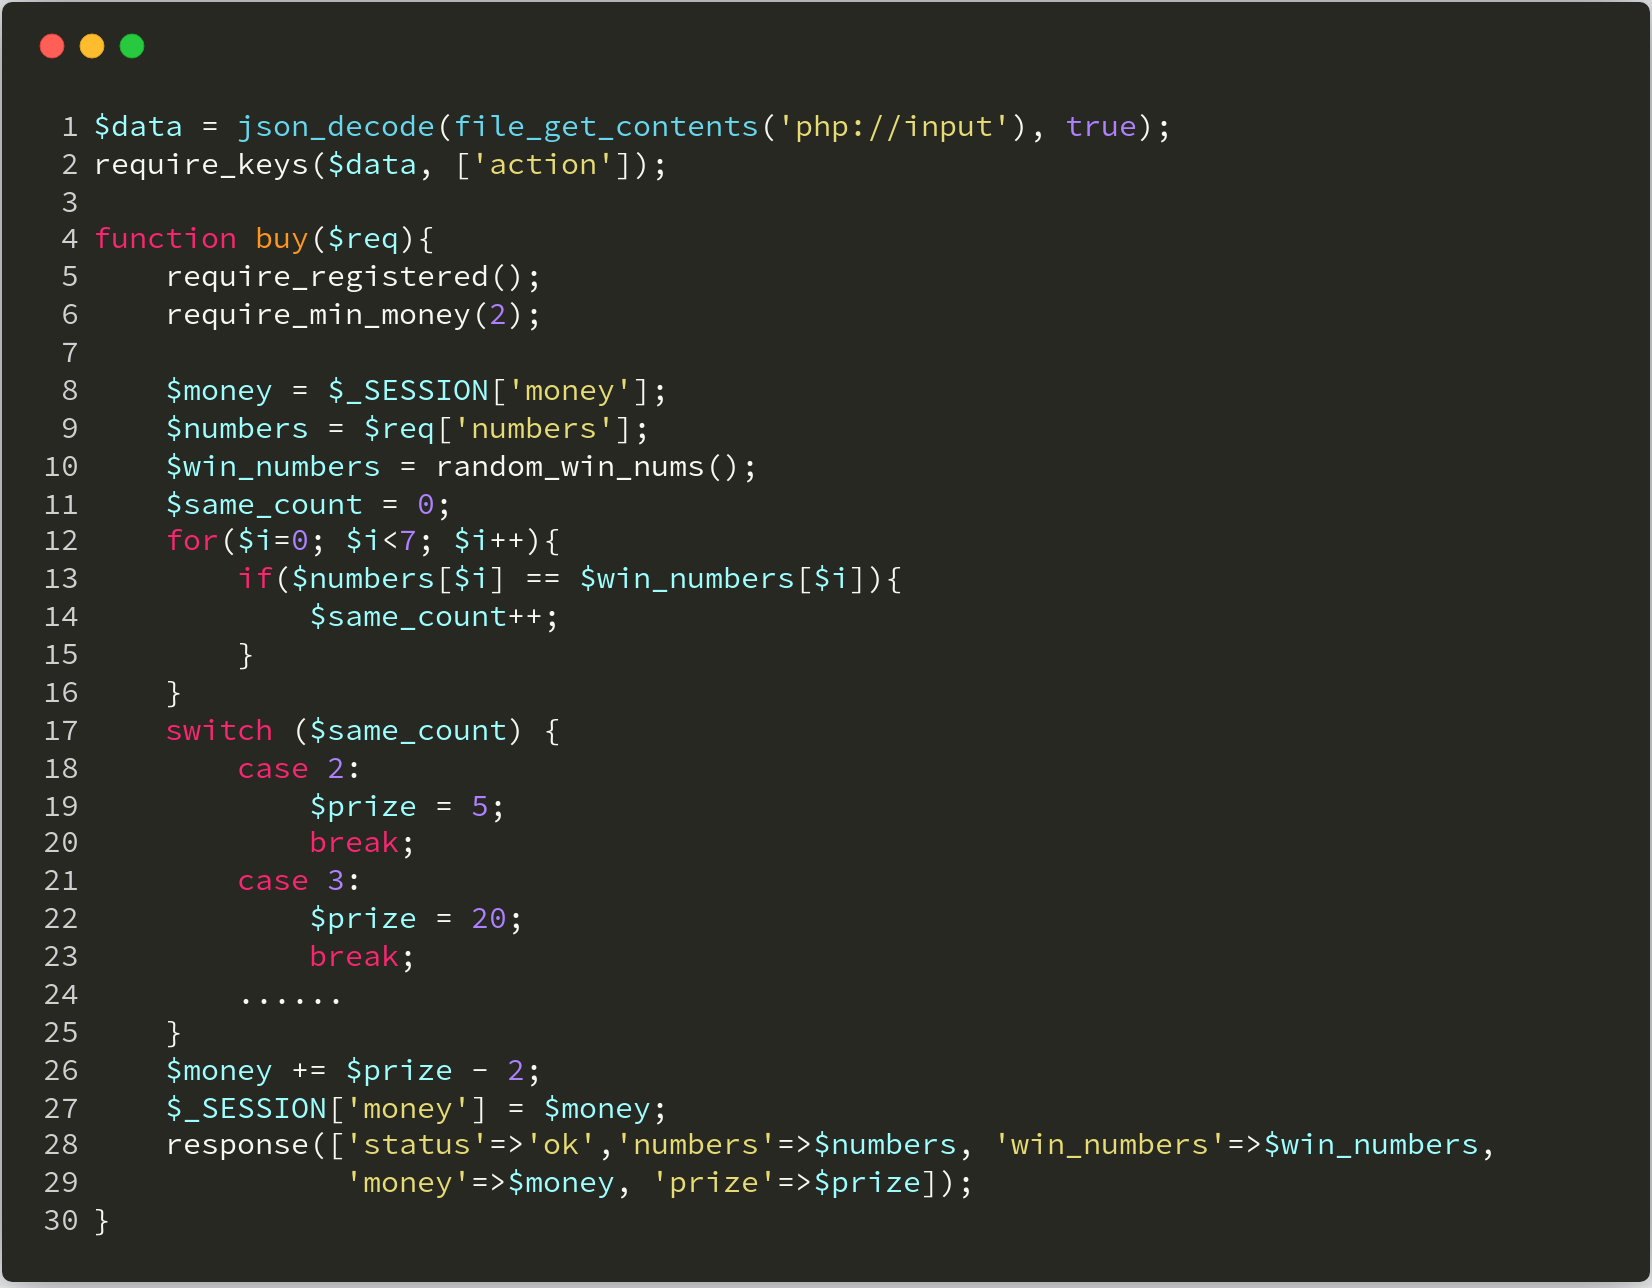 1 $data = json_decode(file_get_contents('php://input'), true);
2 require_keys($data, ['action']);
3
4 function buy($req){
5     require_registered();
6     require_min_money(2);
7
8     $money = $_SESSION['money'];
9     $numbers = $req['numbers'];
10     $win_numbers = random_win_nums();
11     $same_count = 0;
12     for($i=0; $i<7; $i++){
13         if($numbers[$i] == $win_numbers[$i]){
14             $same_count++;
15         }
16     }
17     switch ($same_count) {
18         case 2:
19             $prize = 5;
20             break;
21         case 3:
22             $prize = 20;
23             break;
24         ......
25     }
26     $money += $prize - 2;
27     $_SESSION['money'] = $money;
28     response(['status'=>'ok','numbers'=>$numbers, 'win_numbers'=>$win_numbers,
29               'money'=>$money, 'prize'=>$prize]);
30 }